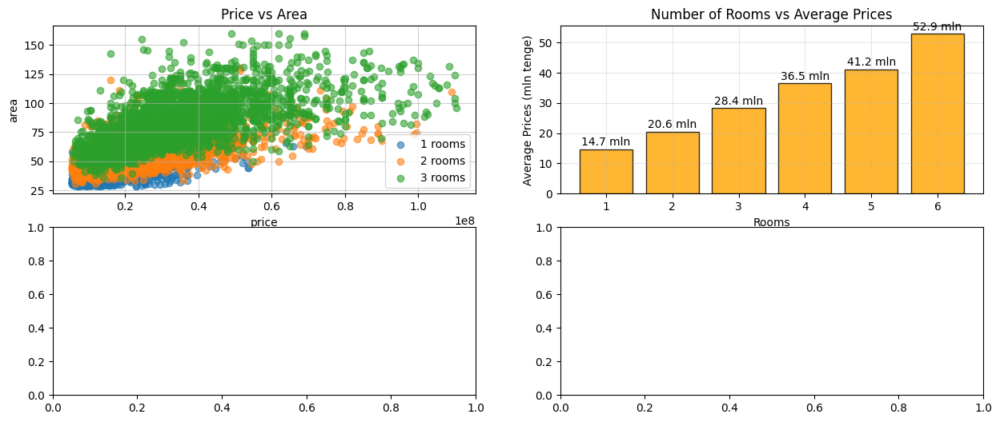 Price vs Area
150
125
100
75
50
25
area
0.2 0.4 0.6 0.8 1.0
1e8
price
1 rooms
2 rooms
3 rooms
Number of Rooms vs Average Prices
50
40
30
20
10
0
Average Prices (mln tenge)
14.7 mln
20.6 mln
28.4 mln
36.5 mln
41.2 mln
52.9 mln
1 2 3 4 5 6
Rooms
1.0
0.8
0.6
0.4
0.2
0.0
0.0 0.2 0.4 0.6 0.8 1.0
1.0
0.8
0.6
0.4
0.2
0.0
0.0 0.2 0.4 0.6 0.8 1.0